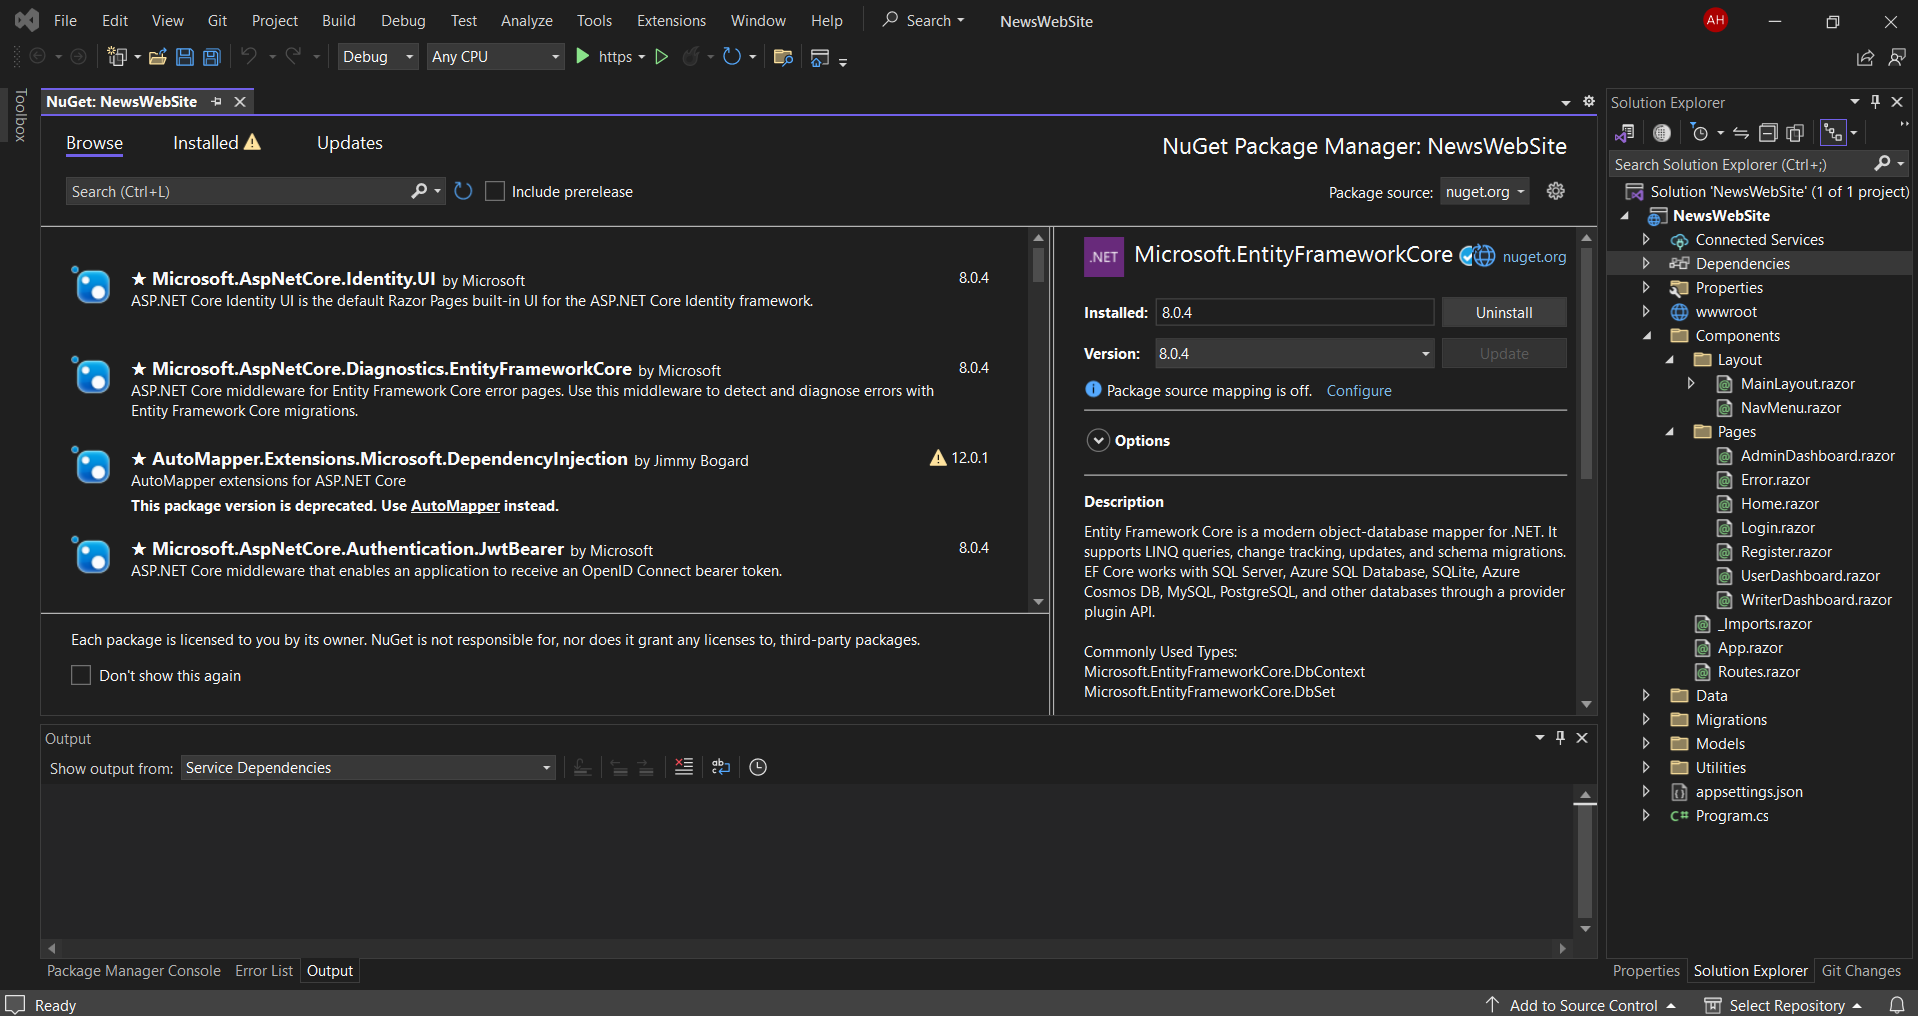 File Edit View Git Project Build Debug Test Analyze Tools Extensions Window Help Search NewsWebSite AH
Debug Any CPU https
Toolbox
NuGet: NewsWebSite
Browse Installed Updates
NuGet Package Manager: NewsWebSite
Search (Ctrl+L) Include prerelease
Package source: nuget.org
Microsoft.AspNetCore.Identity.UI by Microsoft 8.0.4
ASP.NET Core Identity UI is the default Razor Pages built-in UI for the ASP.NET Core Identity framework.
Microsoft.AspNetCore.Diagnostics.EntityFrameworkCore by Microsoft 8.0.4
ASP.NET Core middleware for Entity Framework Core error pages. Use this middleware to detect and diagnose errors with
Entity Framework Core migrations.
AutoMapper.Extensions.Microsoft.DependencyInjection by Jimmy Bogard 12.0.1
AutoMapper extensions for ASP.NET Core
This package version is deprecated. Use AutoMapper instead.
Microsoft.AspNetCore.Authentication.JwtBearer by Microsoft 8.0.4
ASP.NET Core middleware that enables an application to receive an OpenID Connect bearer token.
Each package is licensed to you by its owner. NuGet is not responsible for, nor does it grant any licenses to, third-party packages.
Don't show this again
.NET Microsoft.EntityFrameworkCore nuget.org
Installed: 8.0.4 Uninstall
Version: 8.0.4 Update
Package source mapping is off. Configure
Options
Description
Entity Framework Core is a modern object-database mapper for .NET. It
supports LINQ queries, change tracking, updates, and schema migrations.
EF Core works with SQL Server, Azure SQL Database, SQLite, Azure
Cosmos DB, MySQL, PostgreSQL, and other databases through a provider
plugin API.
Commonly Used Types:
Microsoft.EntityFrameworkCore.DbContext
Microsoft.EntityFrameworkCore.DbSet
Output
Show output from: Service Dependencies
Package Manager Console Error List Output
Solution Explorer
Search Solution Explorer (Ctrl+;)
Solution 'NewsWebSite' (1 of 1 project)
NewsWebSite
Connected Services
Dependencies
Properties
wwwroot
Components
Layout
MainLayout.razor
NavMenu.razor
Pages
AdminDashboard.razor
Error.razor
Home.razor
Login.razor
Register.razor
UserDashboard.razor
WriterDashboard.razor
_Imports.razor
App.razor
Routes.razor
Data
Migrations
Models
Utilities
appsettings.json
C# Program.cs
Properties Solution Explorer Git Changes
Ready
Add to Source Control Select Repository